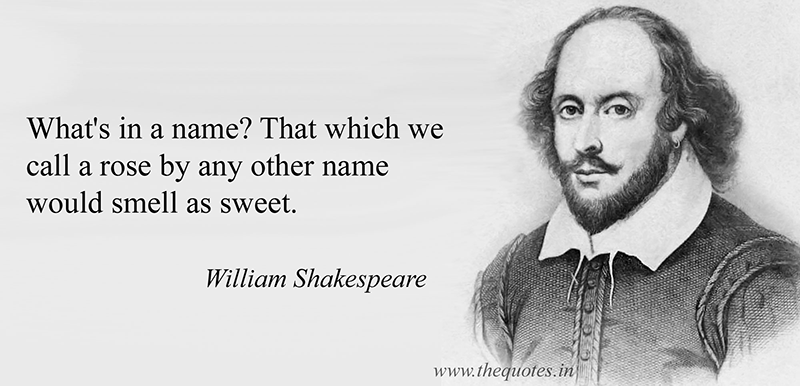 What's in a name? That which we
call a rose by any other name
would smell as sweet.
William Shakespeare
www.thequotes.in